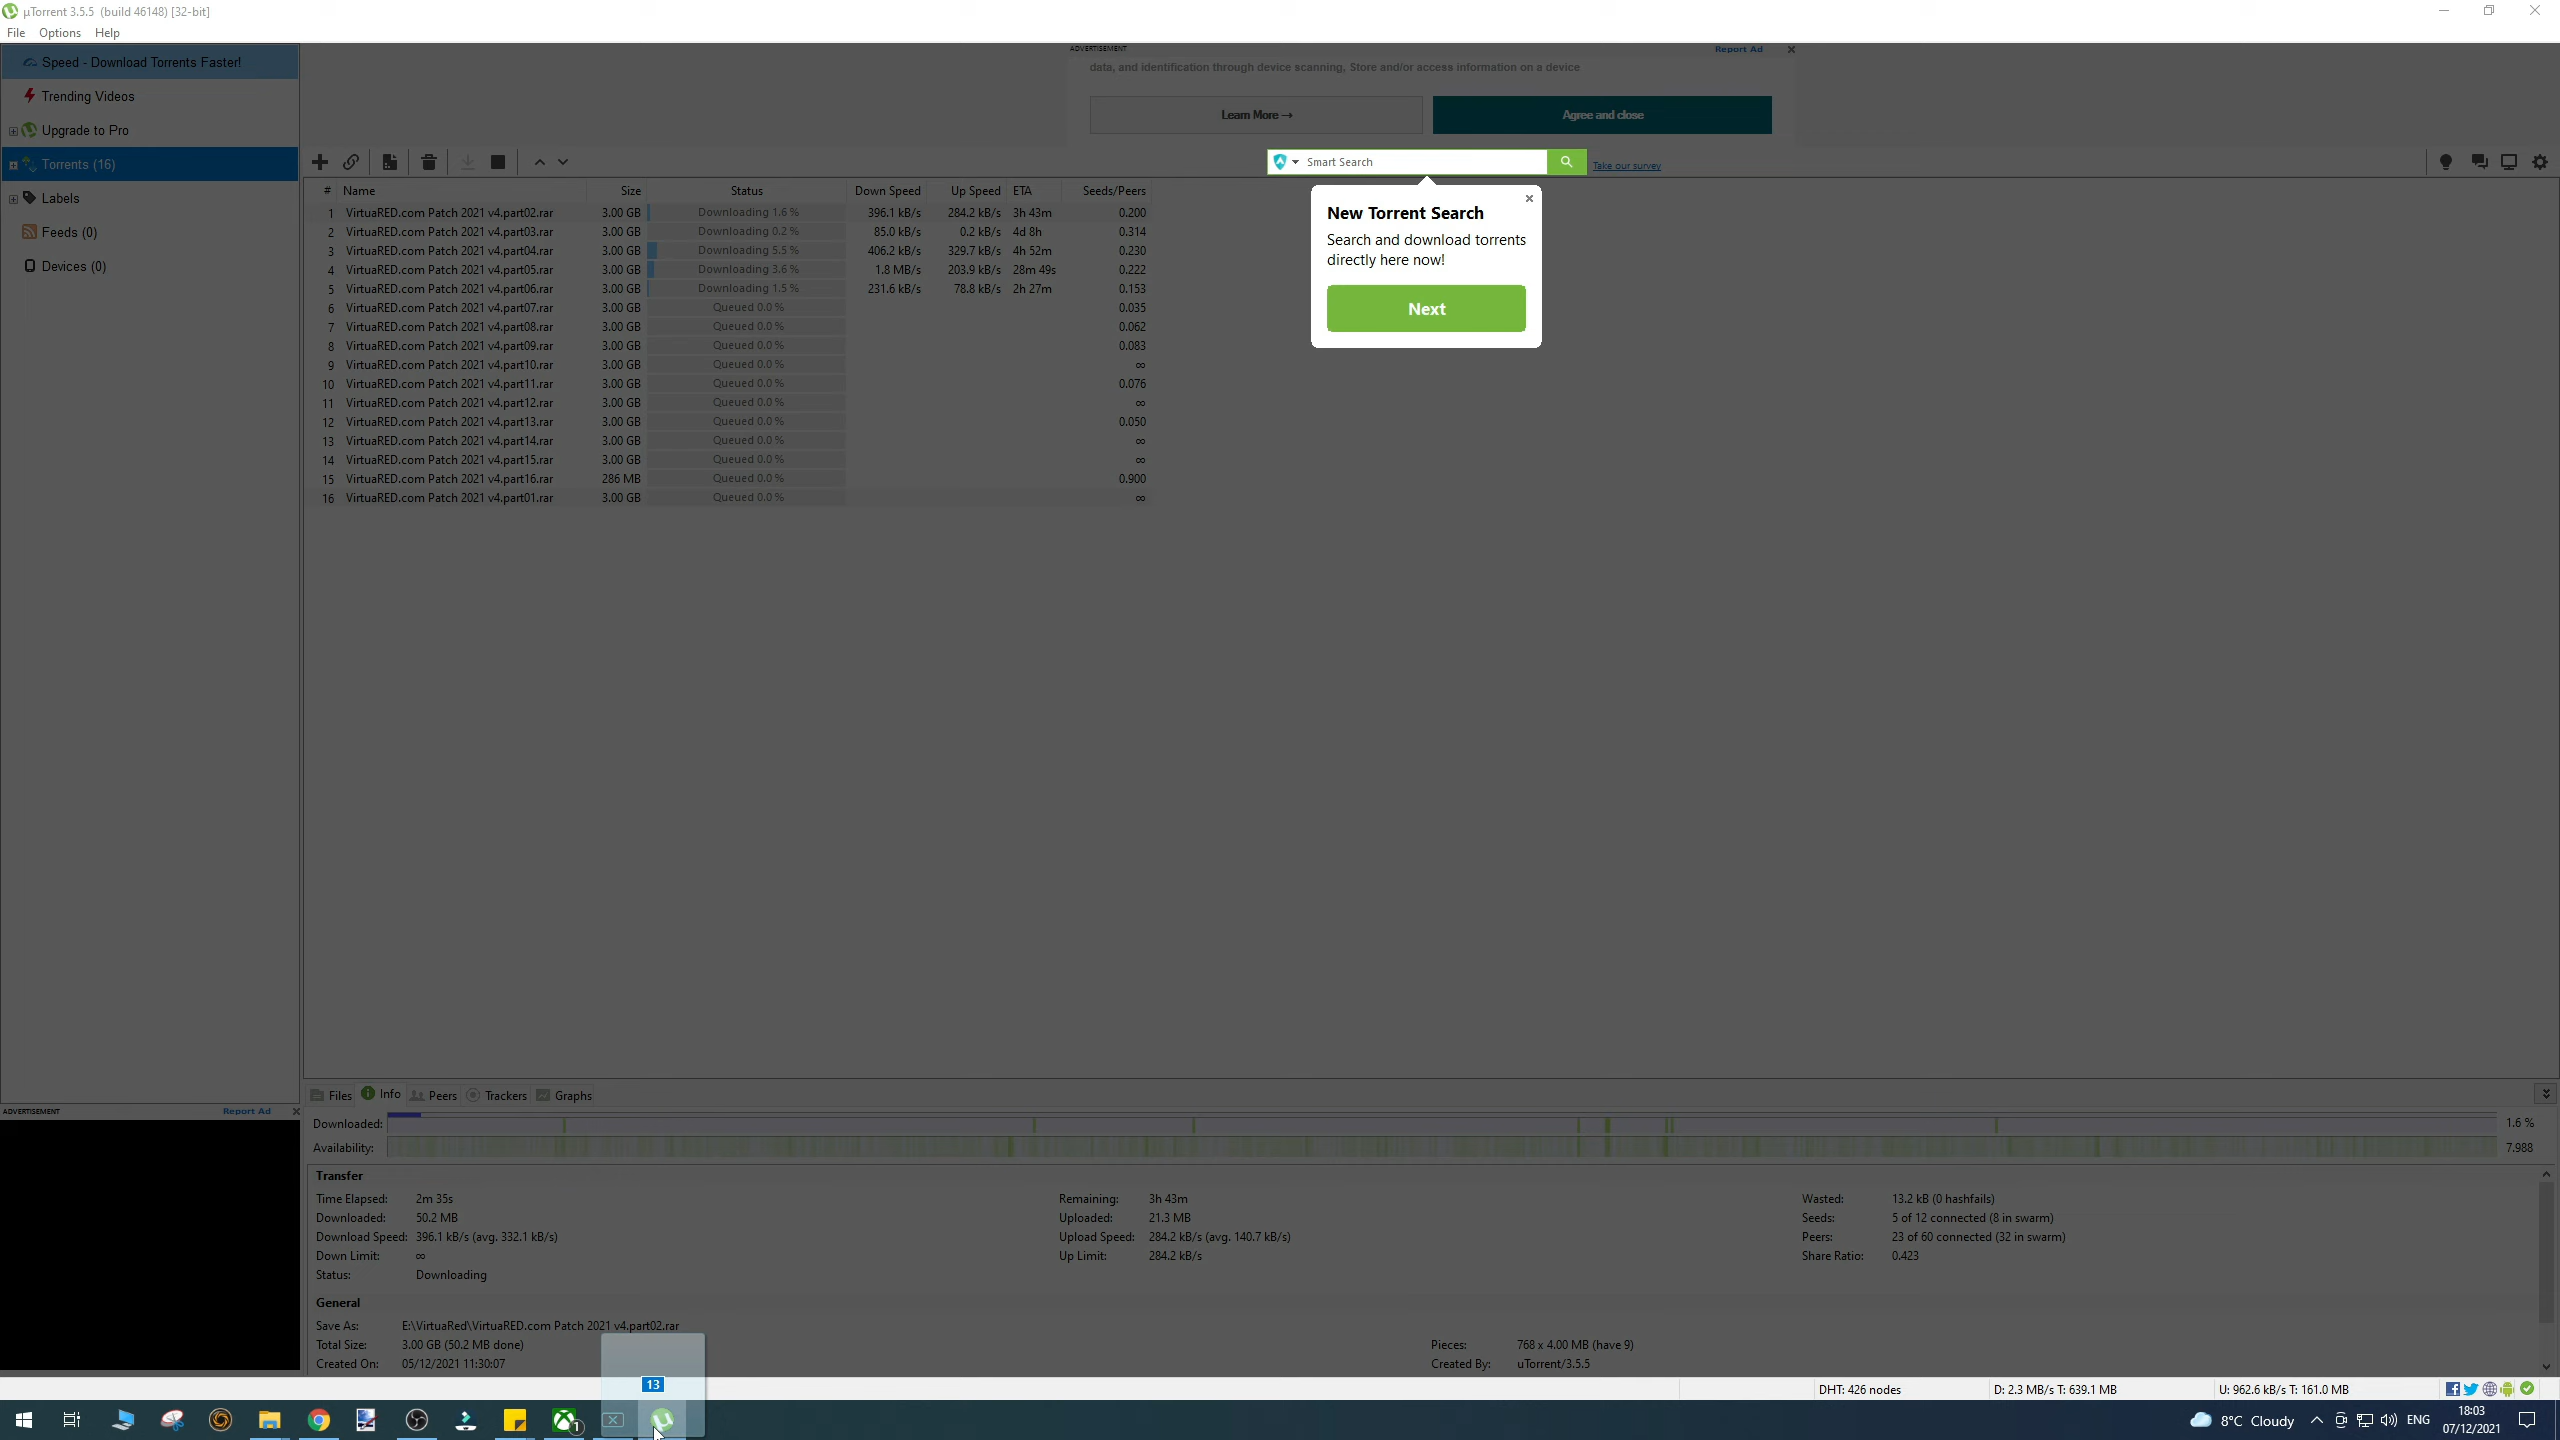 µTorrent 3.5.5 (build 46148) [32-bit]
File Options Help
ADVERTISEMENT Report Ad
Speed - Download Torrents Faster!
data, and identification through device scanning, Store and/or access information on a device
Trending Videos
Learn More → Agree and close
Upgrade to Pro
Torrents (16)
Smart Search Take our survey
# Name Size Status Down Speed Up Speed ETA Seeds/Peers
Labels
Feeds (0)
Devices (0)
1 VirtuaRED.com Patch 2021 v4.part02.rar 3.00 GB Downloading 1.6 % 396.1 kB/s 284.2 kB/s 3h 43m 0.200
2 VirtuaRED.com Patch 2021 v4.part03.rar 3.00 GB Downloading 0.2 % 85.0 kB/s 0.2 kB/s 4d 8h 0.314
3 VirtuaRED.com Patch 2021 v4.part04.rar 3.00 GB Downloading 5.5 % 406.2 kB/s 329.7 kB/s 4h 52m 0.230
4 VirtuaRED.com Patch 2021 v4.part05.rar 3.00 GB Downloading 3.6 % 1.8 MB/s 203.9 kB/s 28m 49s 0.222
5 VirtuaRED.com Patch 2021 v4.part06.rar 3.00 GB Downloading 1.5 % 231.6 kB/s 78.8 kB/s 2h 27m 0.153
6 VirtuaRED.com Patch 2021 v4.part07.rar 3.00 GB Queued 0.0 % 0.035
7 VirtuaRED.com Patch 2021 v4.part08.rar 3.00 GB Queued 0.0 % 0.062
8 VirtuaRED.com Patch 2021 v4.part09.rar 3.00 GB Queued 0.0 % 0.083
9 VirtuaRED.com Patch 2021 v4.part10.rar 3.00 GB Queued 0.0 % ∞
10 VirtuaRED.com Patch 2021 v4.part11.rar 3.00 GB Queued 0.0 % 0.076
11 VirtuaRED.com Patch 2021 v4.part12.rar 3.00 GB Queued 0.0 % ∞
12 VirtuaRED.com Patch 2021 v4.part13.rar 3.00 GB Queued 0.0 % 0.050
13 VirtuaRED.com Patch 2021 v4.part14.rar 3.00 GB Queued 0.0 % ∞
14 VirtuaRED.com Patch 2021 v4.part15.rar 3.00 GB Queued 0.0 % ∞
15 VirtuaRED.com Patch 2021 v4.part16.rar 286 MB Queued 0.0 % 0.900
16 VirtuaRED.com Patch 2021 v4.part01.rar 3.00 GB Queued 0.0 % ∞
New Torrent Search
Search and download torrents
directly here now!
Next
Files Info Peers Trackers Graphs
ADVERTISEMENT Report Ad
Downloaded: 1.6 %
Availability: 7.988
Transfer
Time Elapsed: 2m 35s Remaining: 3h 43m Wasted: 13.2 kB (0 hashfails)
Downloaded: 50.2 MB Uploaded: 21.3 MB Seeds: 5 of 12 connected (8 in swarm)
Download Speed: 396.1 kB/s (avg. 332.1 kB/s) Upload Speed: 284.2 kB/s (avg. 140.7 kB/s) Peers: 23 of 60 connected (32 in swarm)
Down Limit: ∞ Up Limit: 284.2 kB/s Share Ratio: 0.423
Status: Downloading
General
Save As: E:\VirtuaRed\VirtuaRED.com Patch 2021 v4.part02.rar
Total Size: 3.00 GB (50.2 MB done) Pieces: 768 x 4.00 MB (have 9)
Created On: 05/12/2021 11:30:07 Created By: uTorrent/3.5.5
13
DHT: 426 nodes D: 2.3 MB/s T: 639.1 MB U: 962.6 kB/s T: 161.0 MB
1
8°C Cloudy ENG 18:03
07/12/2021